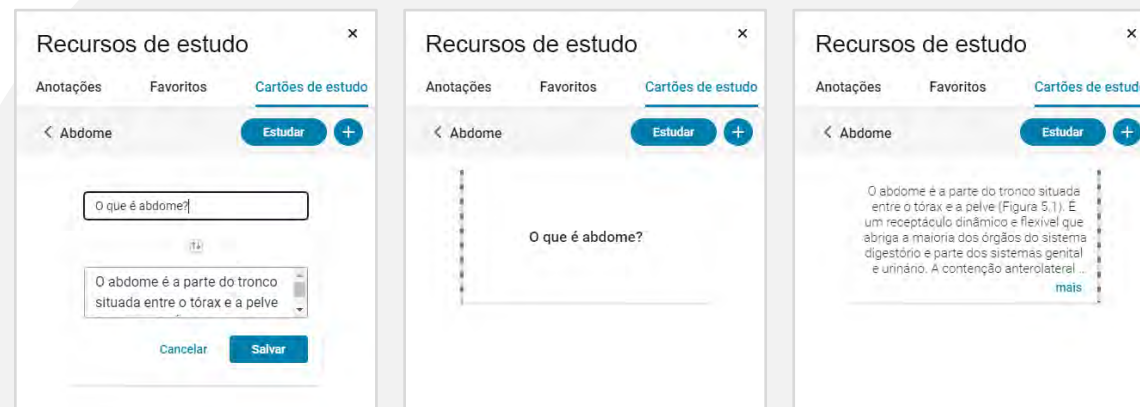 Recursos de estudo ×
Anotações Favoritos Cartões de estudo
< Abdome Estudar +
O que é abdome?
O abdome é a parte do tronco
situada entre o tórax e a pelve
Cancelar Salvar
Recursos de estudo ×
Anotações Favoritos Cartões de estudo
< Abdome Estudar +
O que é abdome?
Recursos de estudo ×
Anotações Favoritos Cartões de estudo
< Abdome Estudar +
O abdome é a parte do tronco situada
entre o tórax e a pelve (Figura 5.1). É
um receptáculo dinâmico e flexível que
abriga a maioria dos órgãos do sistema
digestório e parte dos sistemas genital
e urinário. A contenção anterolateral ...
mais